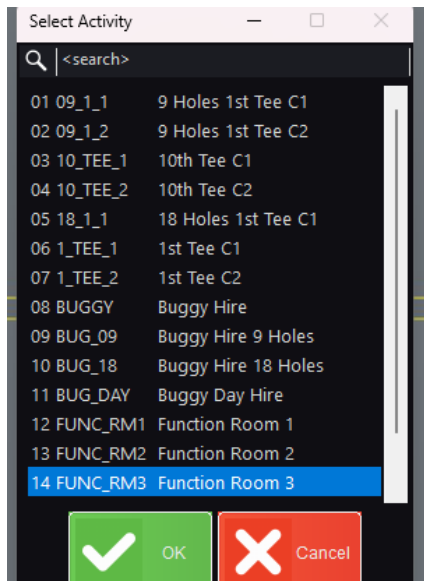 Select Activity
<search>
01 09_1_1 9 Holes 1st Tee C1
02 09_1_2 9 Holes 1st Tee C2
03 10_TEE_1 10th Tee C1
04 10_TEE_2 10th Tee C2
05 18_1_1 18 Holes 1st Tee C1
06 1_TEE_1 1st Tee C1
07 1_TEE_2 1st Tee C2
08 BUGGY Buggy Hire
09 BUG_09 Buggy Hire 9 Holes
10 BUG_18 Buggy Hire 18 Holes
11 BUG_DAY Buggy Day Hire
12 FUNC_RM1 Function Room 1
13 FUNC_RM2 Function Room 2
14 FUNC_RM3 Function Room 3
OK Cancel